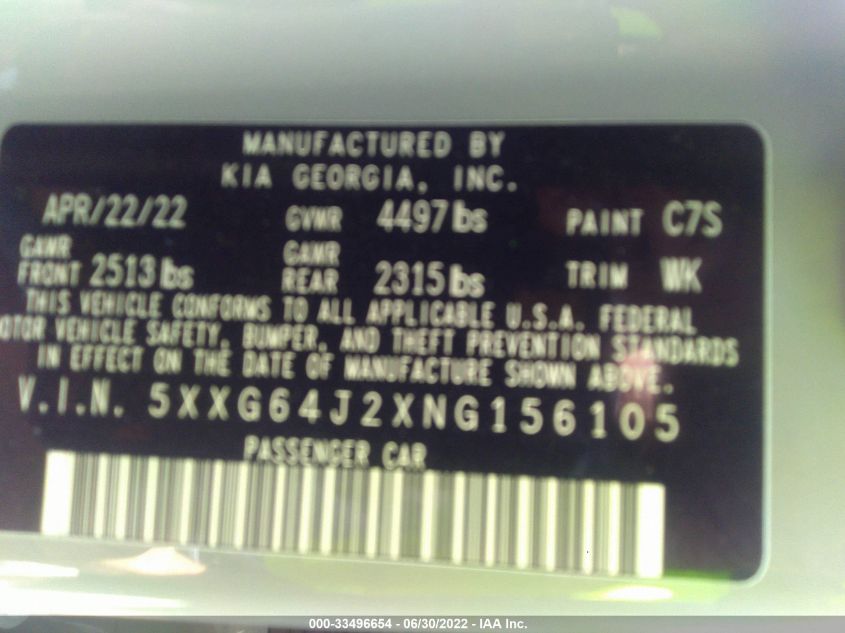 MANUFACTURED BY
KIA GEORGIA, INC.
APR/22/22 GVWR 4497 lbs PAINT C7S
GAWR FRONT 2513 lbs GAWR REAR 2315 lbs TRIM WK
THIS VEHICLE CONFORMS TO ALL APPLICABLE U.S.A. FEDERAL
OTOR VEHICLE SAFETY, BUMPER, AND THEFT PREVENTION STANDARDS
IN EFFECT ON THE DATE OF MANUFACTURE SHOWN ABOVE.
V.I.N. 5XXG64J2XNG156105
PASSENGER CAR
000-33496654 - 06/30/2022 - IAA Inc.